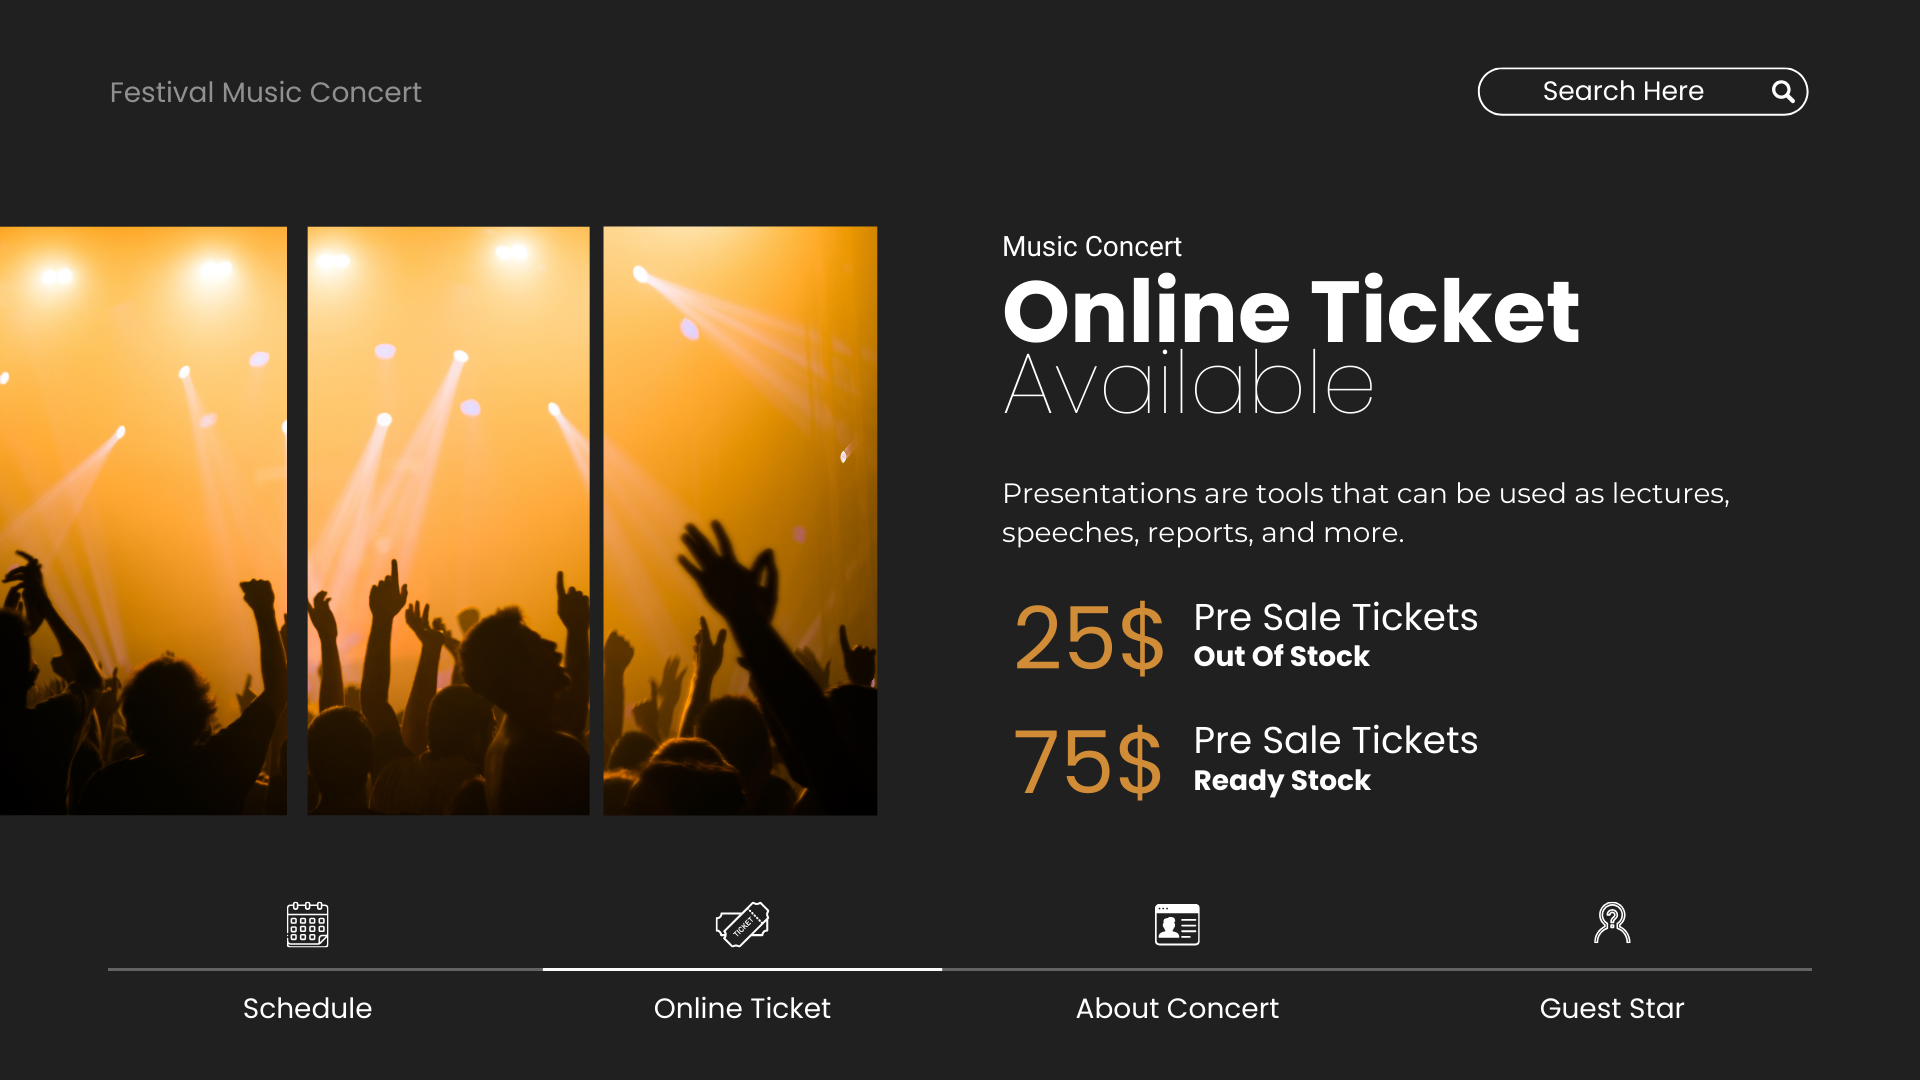 Festival Music Concert
Search Here
Music Concert
Online Ticket
Available
Presentations are tools that can be used as lectures,
speeches, reports, and more.
25$
Pre Sale Tickets
Out Of Stock
75$
Pre Sale Tickets
Ready Stock
TICKET
Schedule
Online Ticket
About Concert
Guest Star